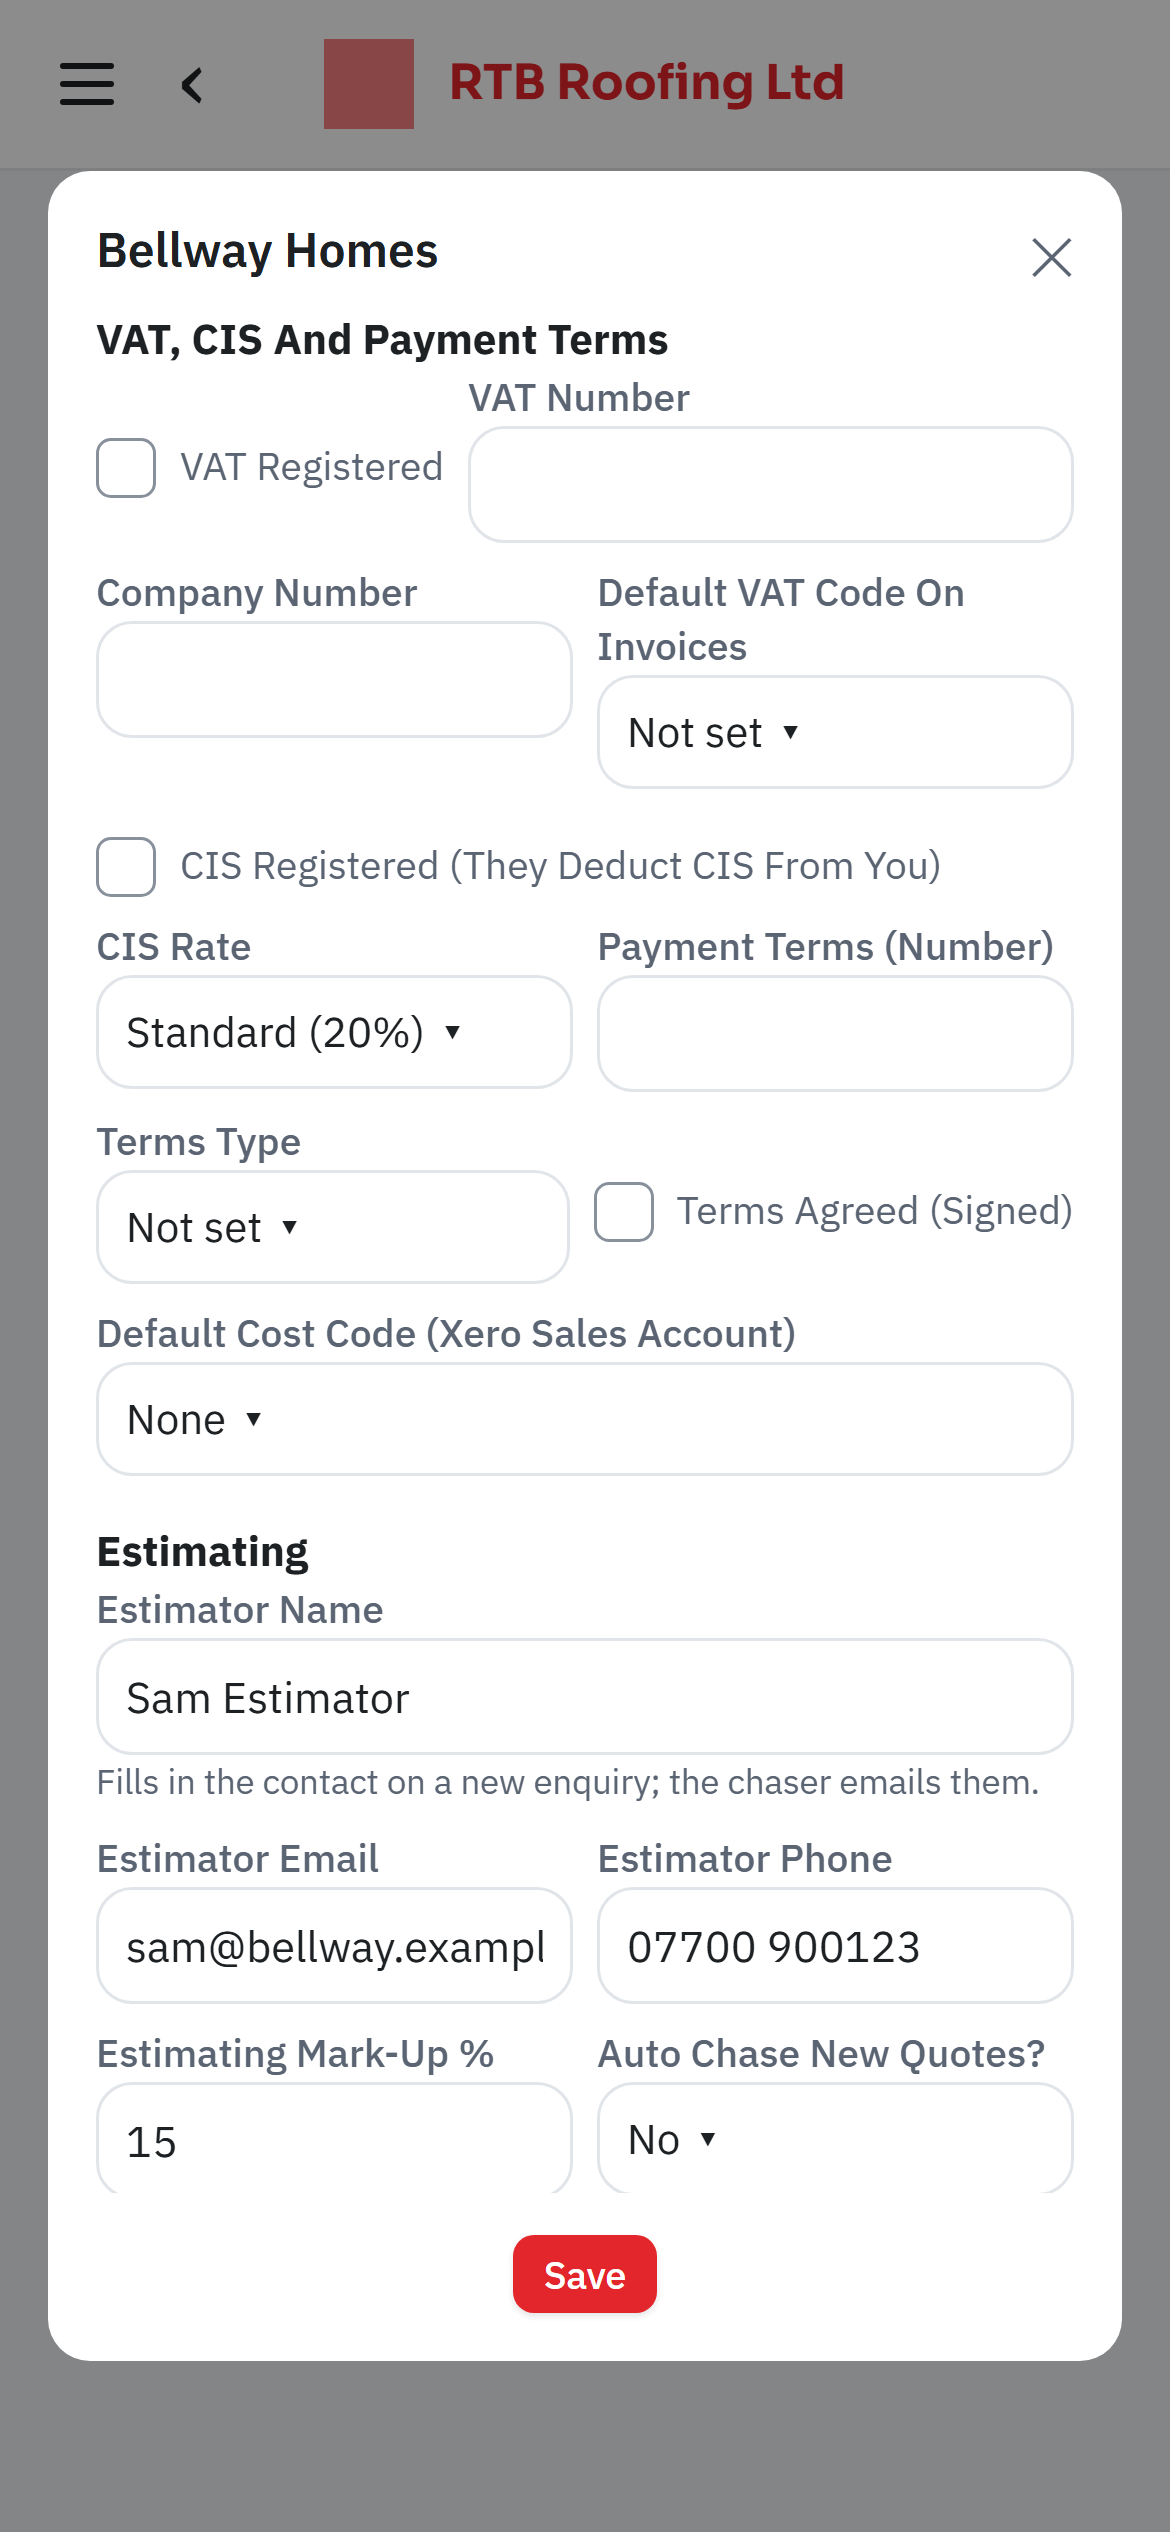 RTB Roofing Ltd
Bellway Homes
VAT, CIS And Payment Terms
VAT Number
VAT Registered
Company Number
Default VAT Code On
Invoices
Not set
CIS Registered (They Deduct CIS From You)
CIS Rate
Payment Terms (Number)
Standard (20%)
Terms Type
Not set
Terms Agreed (Signed)
Default Cost Code (Xero Sales Account)
None
Estimating
Estimator Name
Sam Estimator
Fills in the contact on a new enquiry; the chaser emails them.
Estimator Email
Estimator Phone
sam@bellway.exampl
07700 900123
Estimating Mark-Up %
Auto Chase New Quotes?
15
No
Save